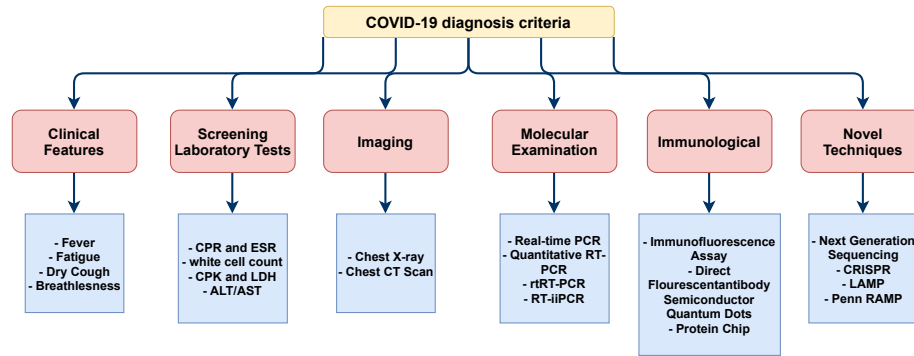 COVID-19 diagnosis criteria
Clinical
Features
Screening
Laboratory Tests
Imaging
Molecular
Examination
Immunological
Novel
Techniques
- Fever
- Fatigue
- Dry Cough
- Breathlesness
- CPR and ESR
- white cell count
- CPK and LDH
- ALT/AST
- Chest X-ray
- Chest CT Scan
- Real-time PCR
- Quantitative RT-
PCR
- rtRT-PCR
- RT-iiPCR
- Immunofluorescence
Assay
- Direct
Flourescentantibody
Semiconductor
Quantum Dots
- Protein Chip
- Next Generation
Sequencing
- CRISPR
- LAMP
- Penn RAMP